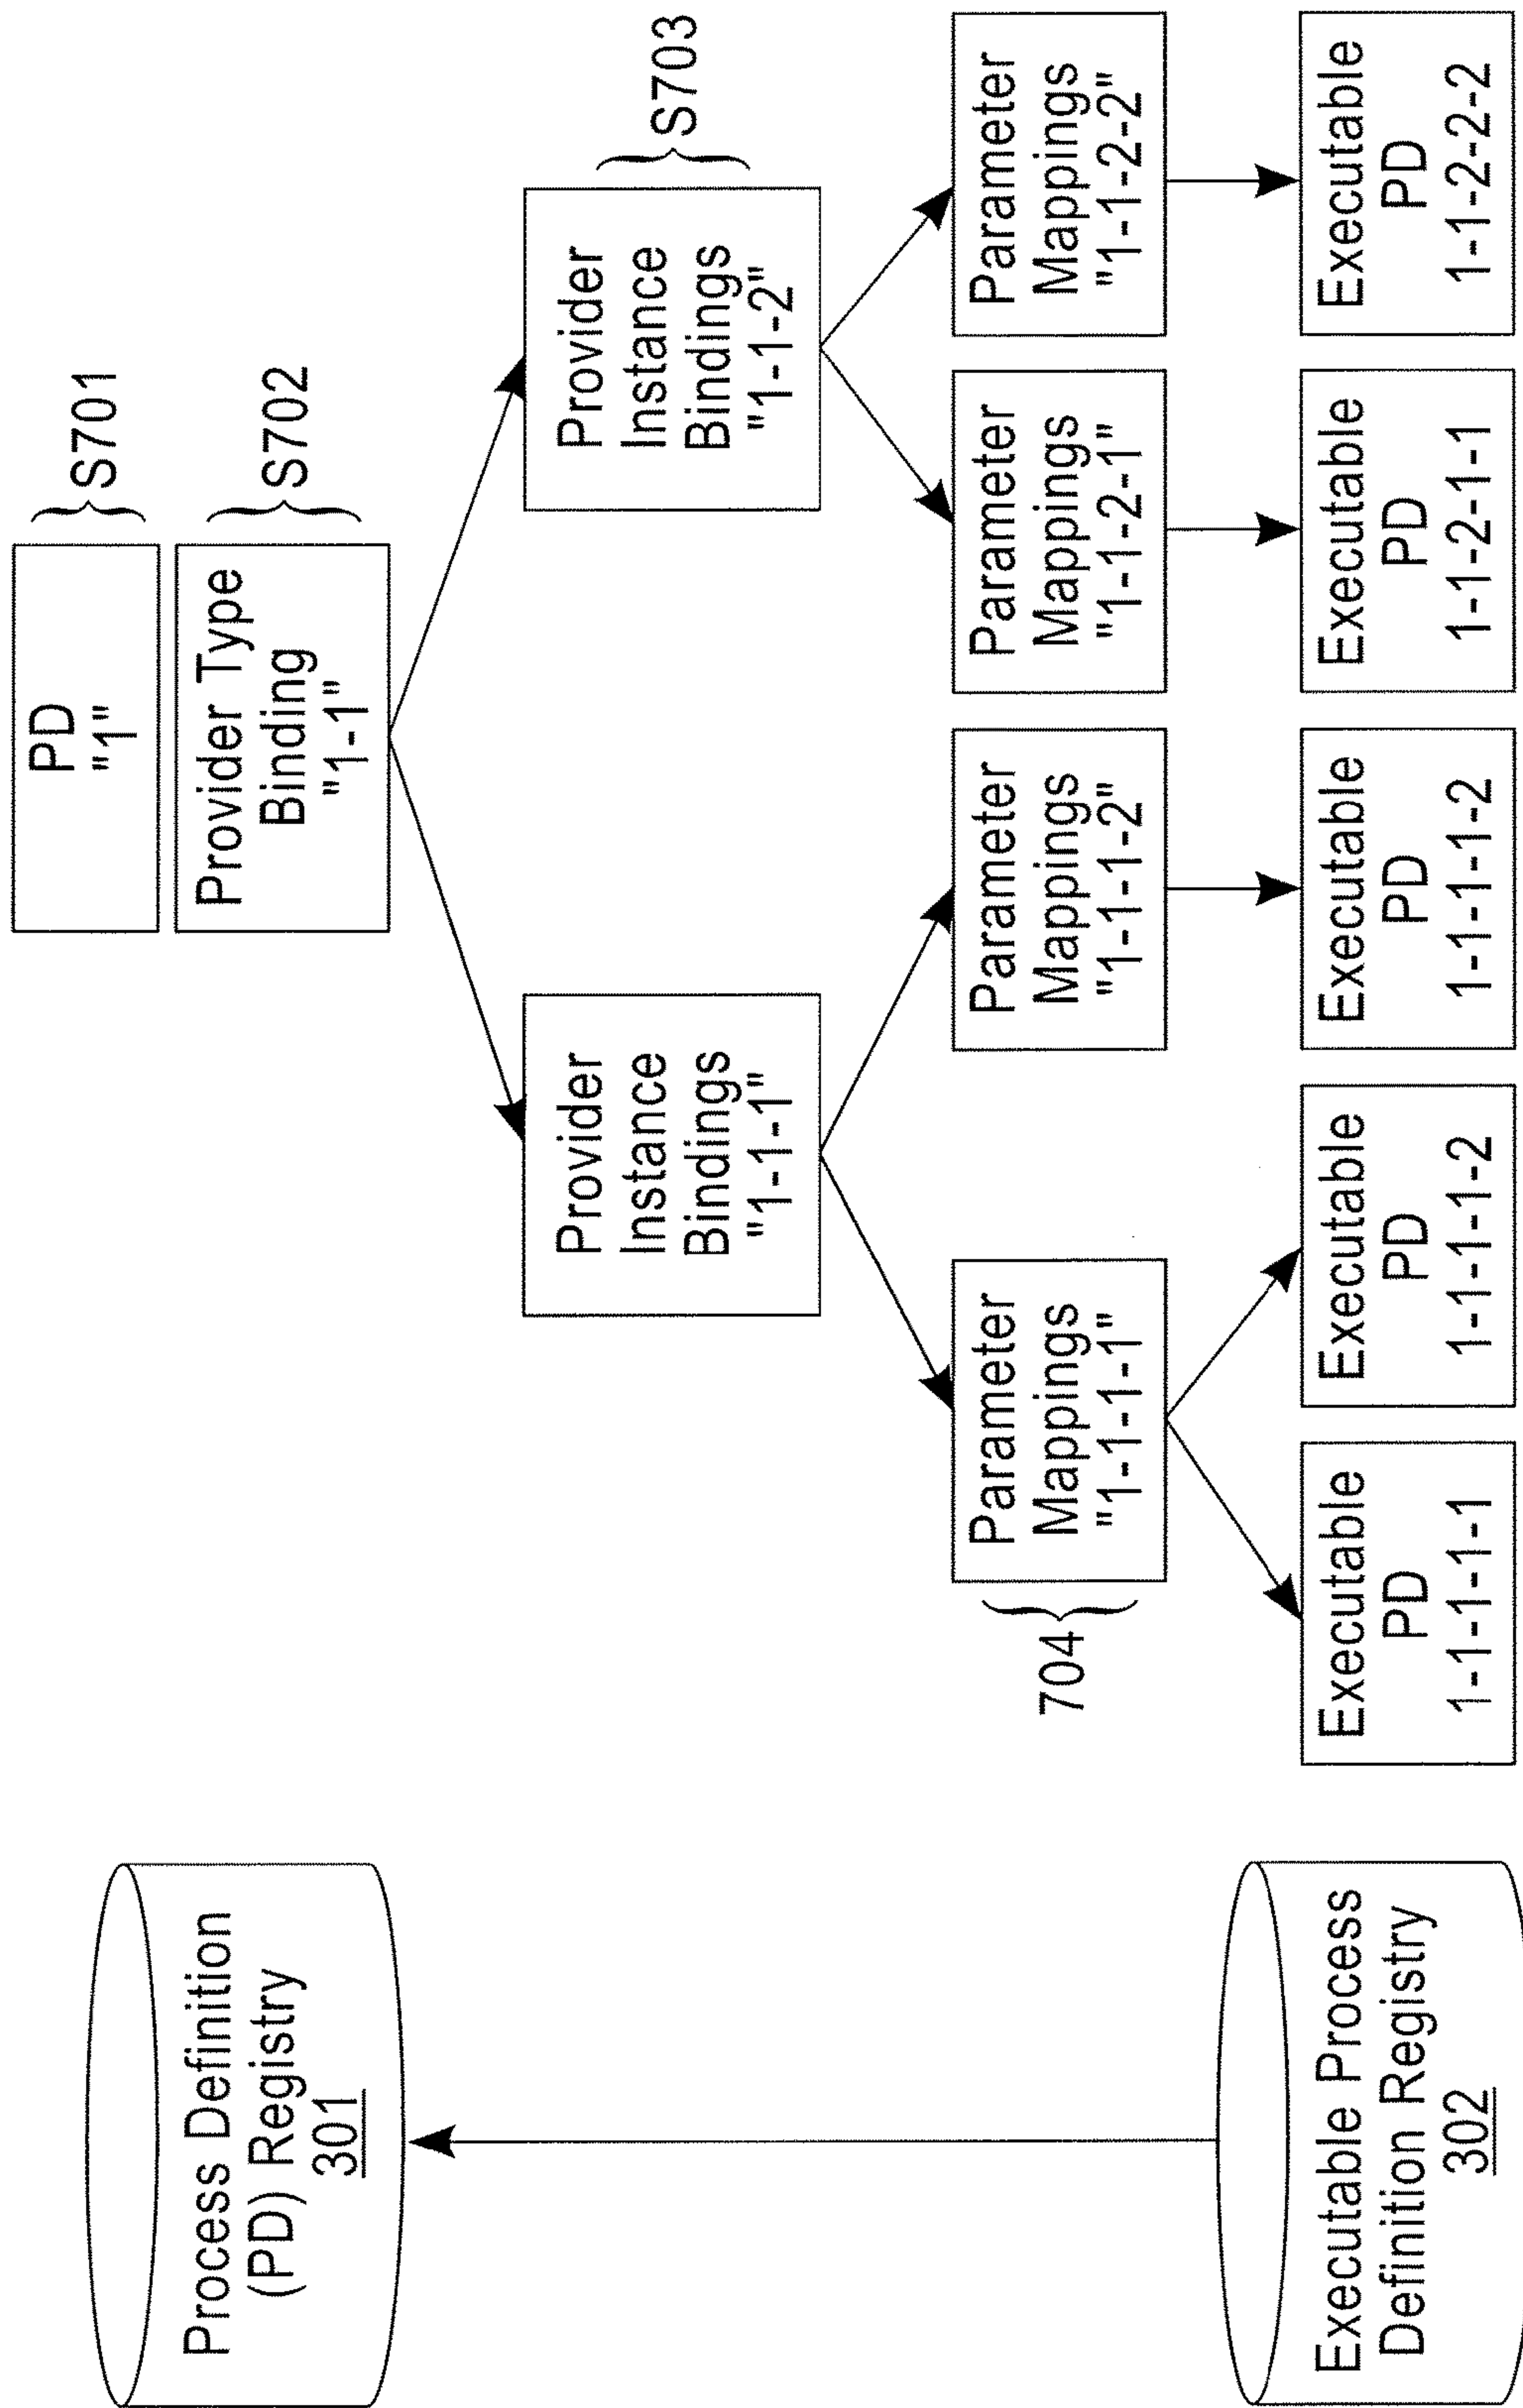 Process Definition
(PD) Registry
301
Executable Process
Definition Registry
302
PD
"1"
S701
Provider Type
Binding
"1-1"
S702
Provider
Instance
Bindings
"1-1-1"
Provider
Instance
Bindings
"1-1-2"
S703
704
Parameter
Mappings
"1-1-1-1"
Parameter
Mappings
"1-1-1-2"
Parameter
Mappings
"1-1-2-1"
Parameter
Mappings
"1-1-2-2"
Executable
PD
1-1-1-1-1
Executable
PD
1-1-1-1-2
Executable
PD
1-1-1-1-2
Executable
PD
1-1-2-1-1
Executable
PD
1-1-2-2-2